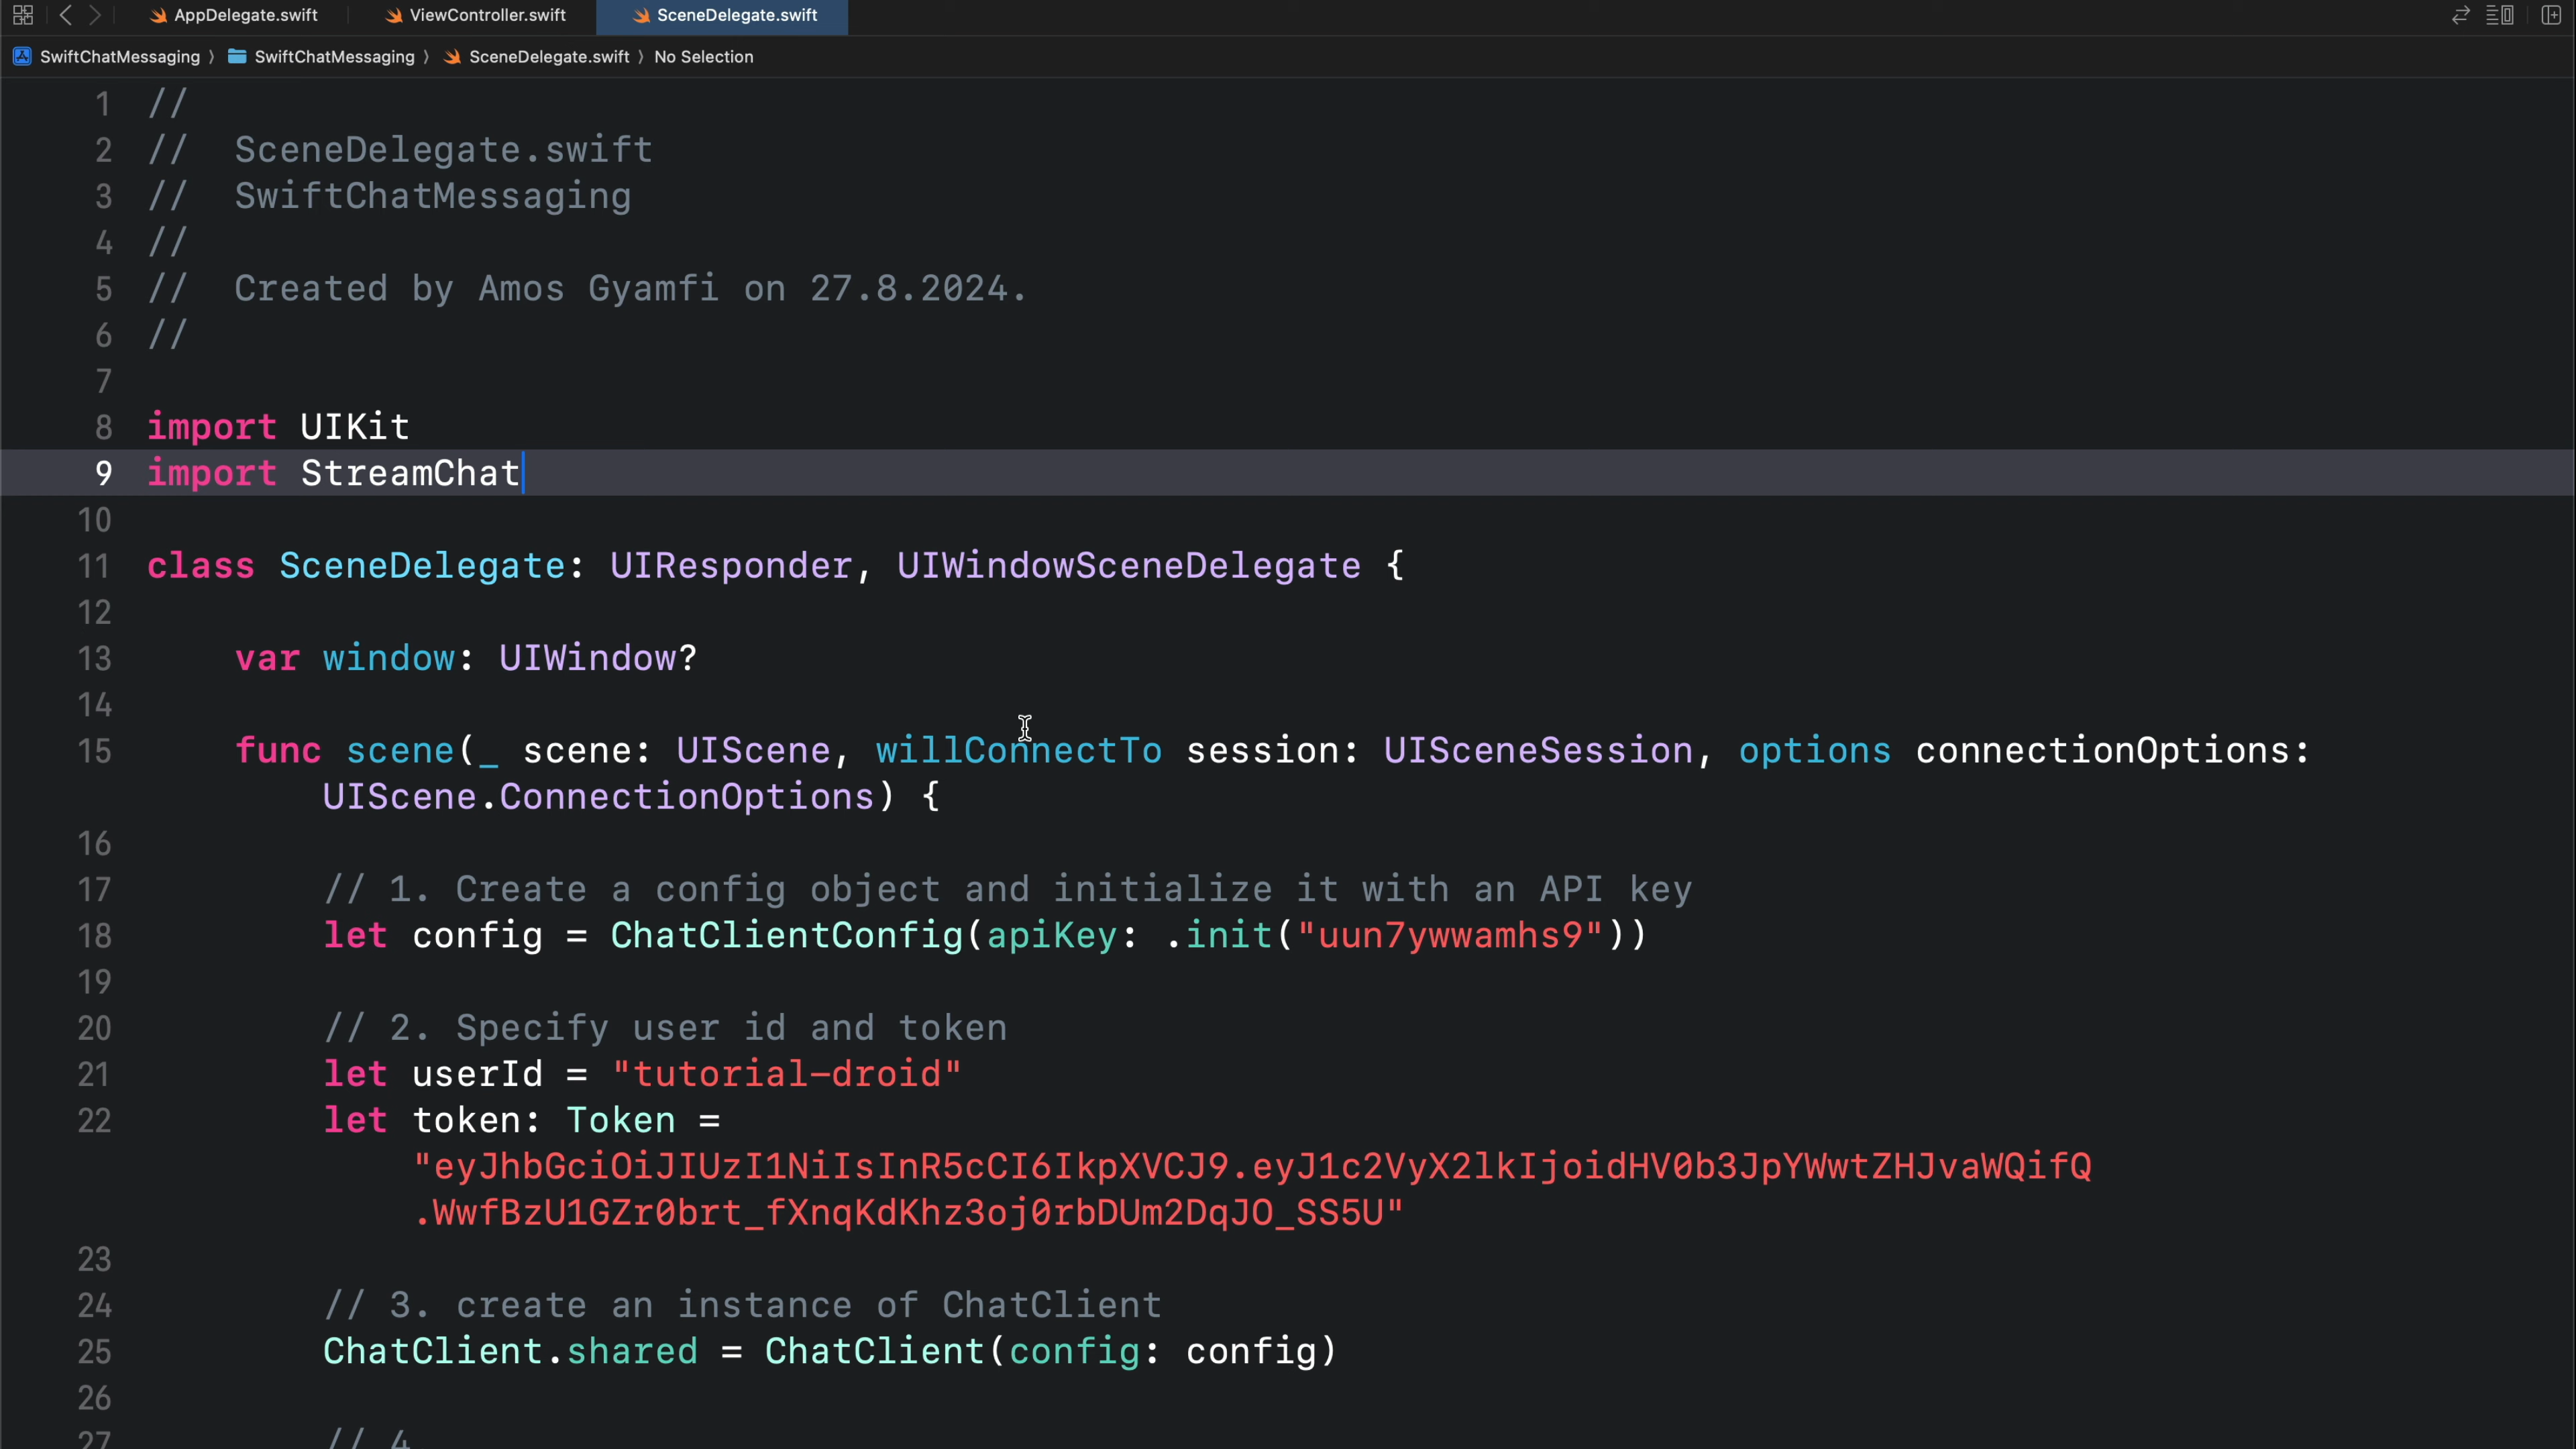 AppDelegate.swift ViewController.swift SceneDelegate.swift
SwiftChatMessaging 〉 SwiftChatMessaging 〉 SceneDelegate.swift 〉 No Selection
1 //
2 //  SceneDelegate.swift
3 //  SwiftChatMessaging
4 //
5 //  Created by Amos Gyamfi on 27.8.2024.
6 //
7
8 import UIKit
9 import StreamChat
10
11 class SceneDelegate: UIResponder, UIWindowSceneDelegate {
12
13     var window: UIWindow?
14
15     func scene(_ scene: UIScene, willConnectTo session: UISceneSession, options connectionOptions:
        UIScene.ConnectionOptions) {
16
17         // 1. Create a config object and initialize it with an API key
18         let config = ChatClientConfig(apiKey: .init("uun7ywwamhs9"))
19
20         // 2. Specify user id and token
21         let userId = "tutorial-droid"
22         let token: Token =
            "eyJhbGciOiJIUzI1NiIsInR5cCI6IkpXVCJ9.eyJ1c2VyX2lkIjoidHV0b3JpYWwtZHJvaWQifQ
            .WwfBzU1GZr0brt_fXnqKdKhz3oj0rbDUm2DqJO_SS5U"
23
24         // 3. create an instance of ChatClient
25         ChatClient.shared = ChatClient(config: config)
26
27         // 4